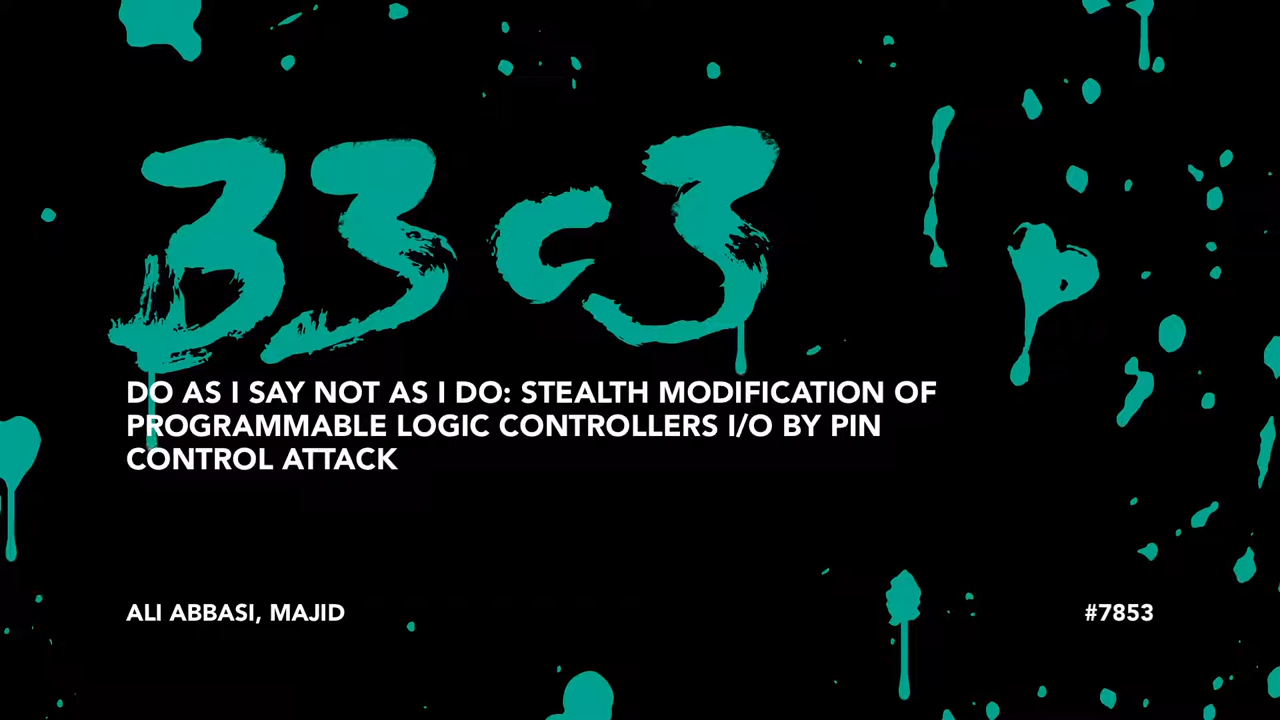 33c3
DO AS I SAY NOT AS I DO: STEALTH MODIFICATION OF
PROGRAMMABLE LOGIC CONTROLLERS I/O BY PIN
CONTROL ATTACK
ALI ABBASI, MAJID
#7853